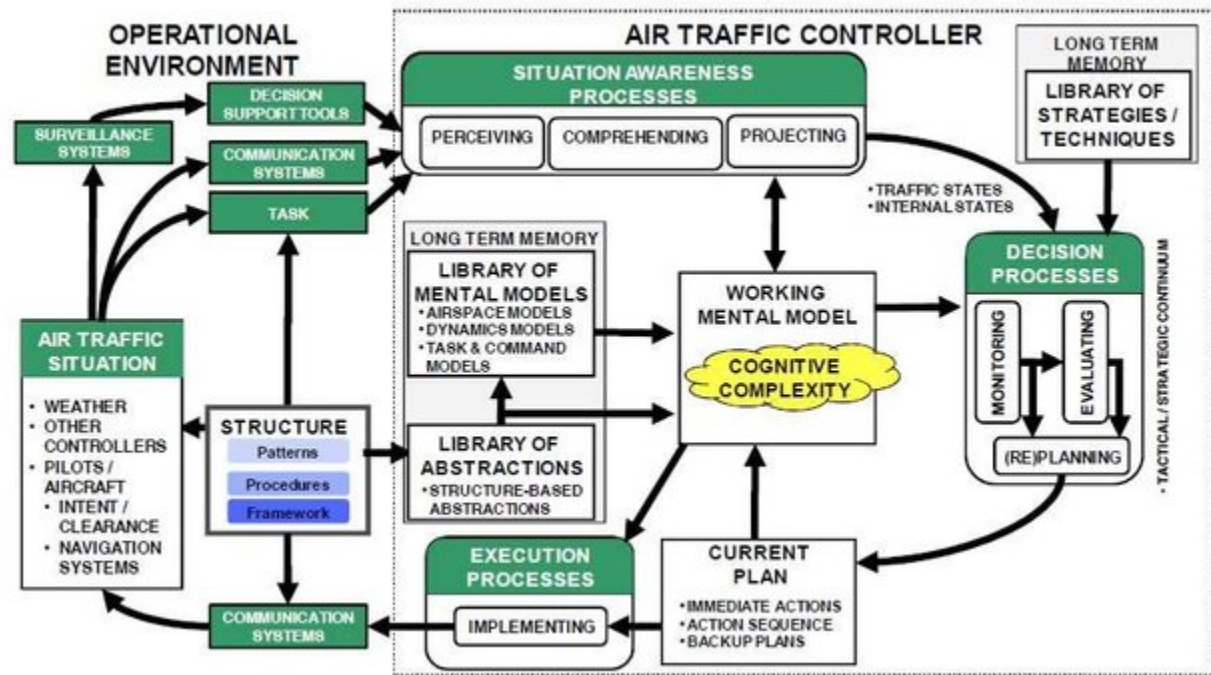 OPERATIONAL
ENVIRONMENT
AIR TRAFFIC CONTROLLER
SURVEILLANCE
SYSTEMS
DECISION
SUPPORT TOOLS
COMMUNICATION
SYSTEMS
TASK
SITUATION AWARENESS
PROCESSES
PERCEIVING
COMPREHENDING
PROJECTING
LONG TERM
MEMORY
LIBRARY OF
STRATEGIES /
TECHNIQUES
• TRAFFIC STATES
• INTERNAL STATES
LONG TERM MEMORY
LIBRARY OF
MENTAL MODELS
• AIRSPACE MODELS
• DYNAMICS MODELS
• TASK & COMMAND
MODELS
LIBRARY OF
ABSTRACTIONS
• STRUCTURE-BASED
ABSTRACTIONS
WORKING
MENTAL MODEL
COGNITIVE
COMPLEXITY
DECISION
PROCESSES
MONITORING
EVALUATING
(RE)PLANNING
• TACTICAL / STRATEGIC CONTINUUM
AIR TRAFFIC
SITUATION
• WEATHER
• OTHER
CONTROLLERS
• PILOTS /
AIRCRAFT
• INTENT /
CLEARANCE
• NAVIGATION
SYSTEMS
STRUCTURE
Patterns
Procedures
Framework
COMMUNICATION
SYSTEMS
EXECUTION
PROCESSES
IMPLEMENTING
CURRENT
PLAN
• IMMEDIATE ACTIONS
• ACTION SEQUENCE
• BACKUP PLANS